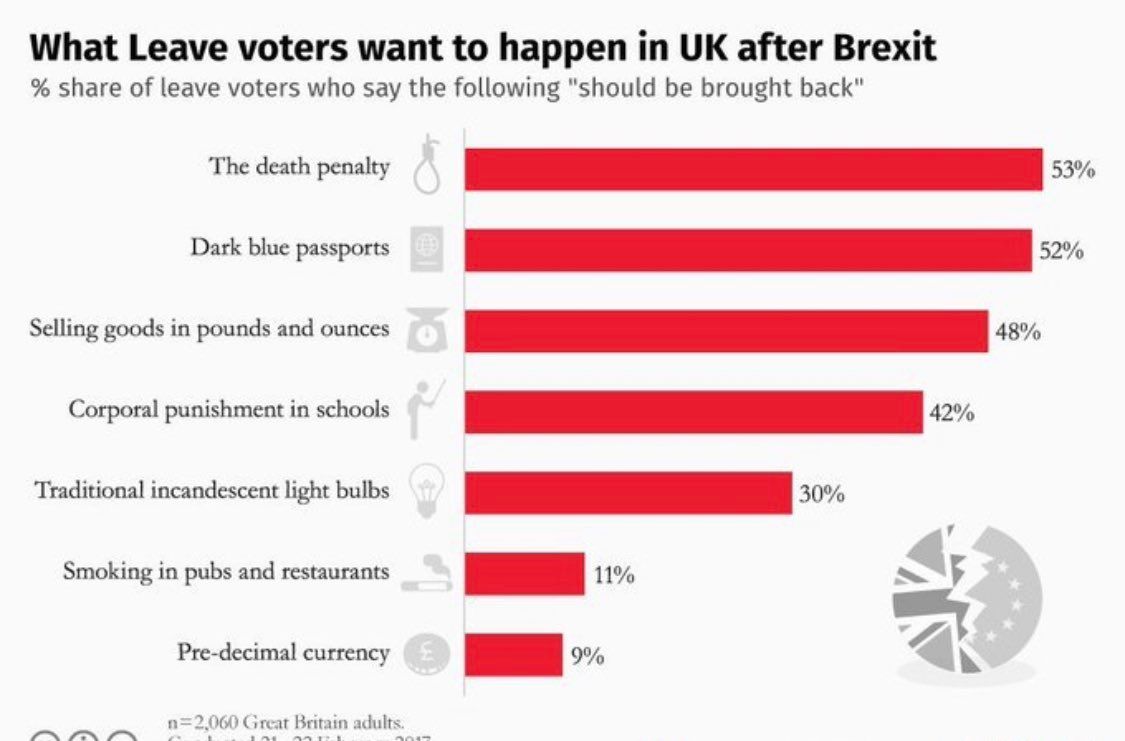 What Leave voters want to happen in UK after Brexit
% share of leave voters who say the following "should be brought back"
The death penalty 53%
Dark blue passports 52%
Selling goods in pounds and ounces 48%
Corporal punishment in schools 42%
Traditional incandescent light bulbs 30%
Smoking in pubs and restaurants 11%
Pre-decimal currency £ 9%
n=2,060 Great Britain adults.